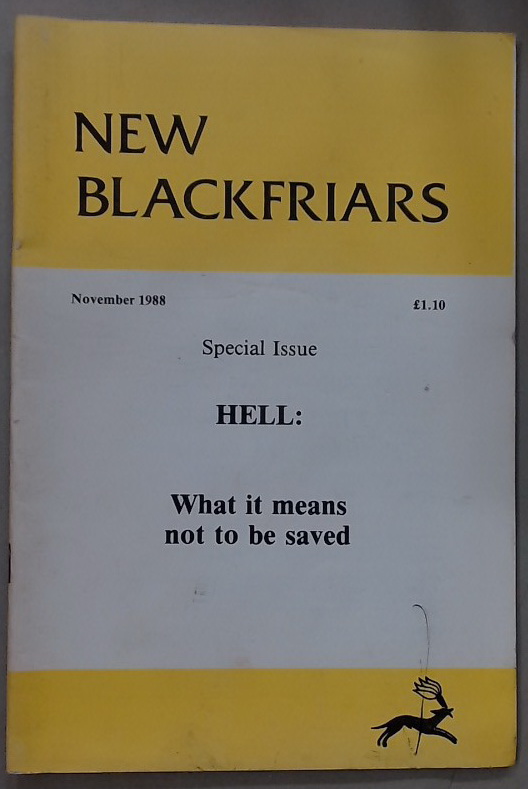 NEW
BLACKFRIARS
November 1988 £1.10
Special Issue
HELL:
What it means
not to be saved